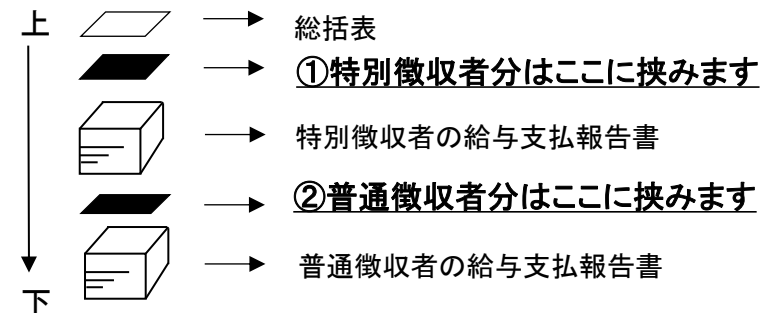 上
総括表
①特別徴収者分はここに挟みます
特別徴収者の給与支払報告書
②普通徴収者分はここに挟みます
普通徴収者の給与支払報告書
下